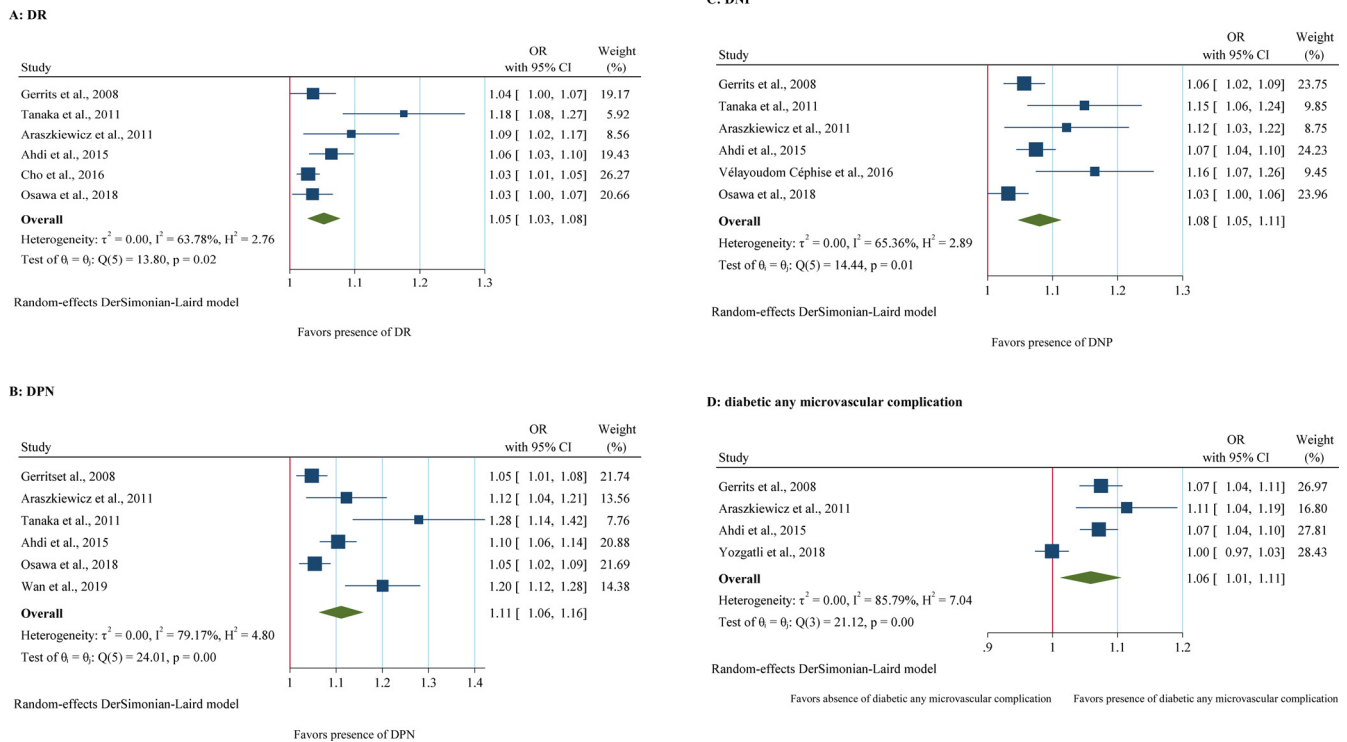 A: DR
OR Weight
Study with 95% CI (%)
Gerrits et al., 2008 1.04 [ 1.00, 1.07] 19.17
Tanaka et al., 2011 1.18 [ 1.08, 1.27] 5.92
Araszkiewicz et al., 2011 1.09 [ 1.02, 1.17] 8.56
Ahdi et al., 2015 1.06 [ 1.03, 1.10] 19.43
Cho et al., 2016 1.03 [ 1.01, 1.05] 26.27
Osawa et al., 2018 1.03 [ 1.00, 1.07] 20.66
Overall 1.05 [ 1.03, 1.08]
Heterogeneity: τ² = 0.00, I² = 63.78%, H² = 2.76
Test of θᵢ = θⱼ: Q(5) = 13.80, p = 0.02
1 1.1 1.2 1.3
Random-effects DerSimonian-Laird model
Favors presence of DR
B: DPN
OR Weight
Study with 95% CI (%)
Gerritset al., 2008 1.05 [ 1.01, 1.08] 21.74
Araszkiewicz et al., 2011 1.12 [ 1.04, 1.21] 13.56
Tanaka et al., 2011 1.28 [ 1.14, 1.42] 7.76
Ahdi et al., 2015 1.10 [ 1.06, 1.14] 20.88
Osawa et al., 2018 1.05 [ 1.02, 1.09] 21.69
Wan et al., 2019 1.20 [ 1.12, 1.28] 14.38
Overall 1.11 [ 1.06, 1.16]
Heterogeneity: τ² = 0.00, I² = 79.17%, H² = 4.80
Test of θᵢ = θⱼ: Q(5) = 24.01, p = 0.00
1 1.1 1.2 1.3 1.4
Random-effects DerSimonian-Laird model
Favors presence of DPN
C: DNP
OR Weight
Study with 95% CI (%)
Gerrits et al., 2008 1.06 [ 1.02, 1.09] 23.75
Tanaka et al., 2011 1.15 [ 1.06, 1.24] 9.85
Araszkiewicz et al., 2011 1.12 [ 1.03, 1.22] 8.75
Ahdi et al., 2015 1.07 [ 1.04, 1.10] 24.23
Vélayoudom Céphise et al., 2016 1.16 [ 1.07, 1.26] 9.45
Osawa et al., 2018 1.03 [ 1.00, 1.06] 23.96
Overall 1.08 [ 1.05, 1.11]
Heterogeneity: τ² = 0.00, I² = 65.36%, H² = 2.89
Test of θᵢ = θⱼ: Q(5) = 14.44, p = 0.01
1 1.1 1.2 1.3
Random-effects DerSimonian-Laird model
Favors presence of DNP
D: diabetic any microvascular complication
OR Weight
Study with 95% CI (%)
Gerrits et al., 2008 1.07 [ 1.04, 1.11] 26.97
Araszkiewicz et al., 2011 1.11 [ 1.04, 1.19] 16.80
Ahdi et al., 2015 1.07 [ 1.04, 1.10] 27.81
Yozgatli et al., 2018 1.00 [ 0.97, 1.03] 28.43
Overall 1.06 [ 1.01, 1.11]
Heterogeneity: τ² = 0.00, I² = 85.79%, H² = 7.04
Test of θᵢ = θⱼ: Q(3) = 21.12, p = 0.00
.9 1 1.1 1.2
Random-effects DerSimonian-Laird model
Favors absence of diabetic any microvascular complication Favors presence of diabetic any microvascular complication